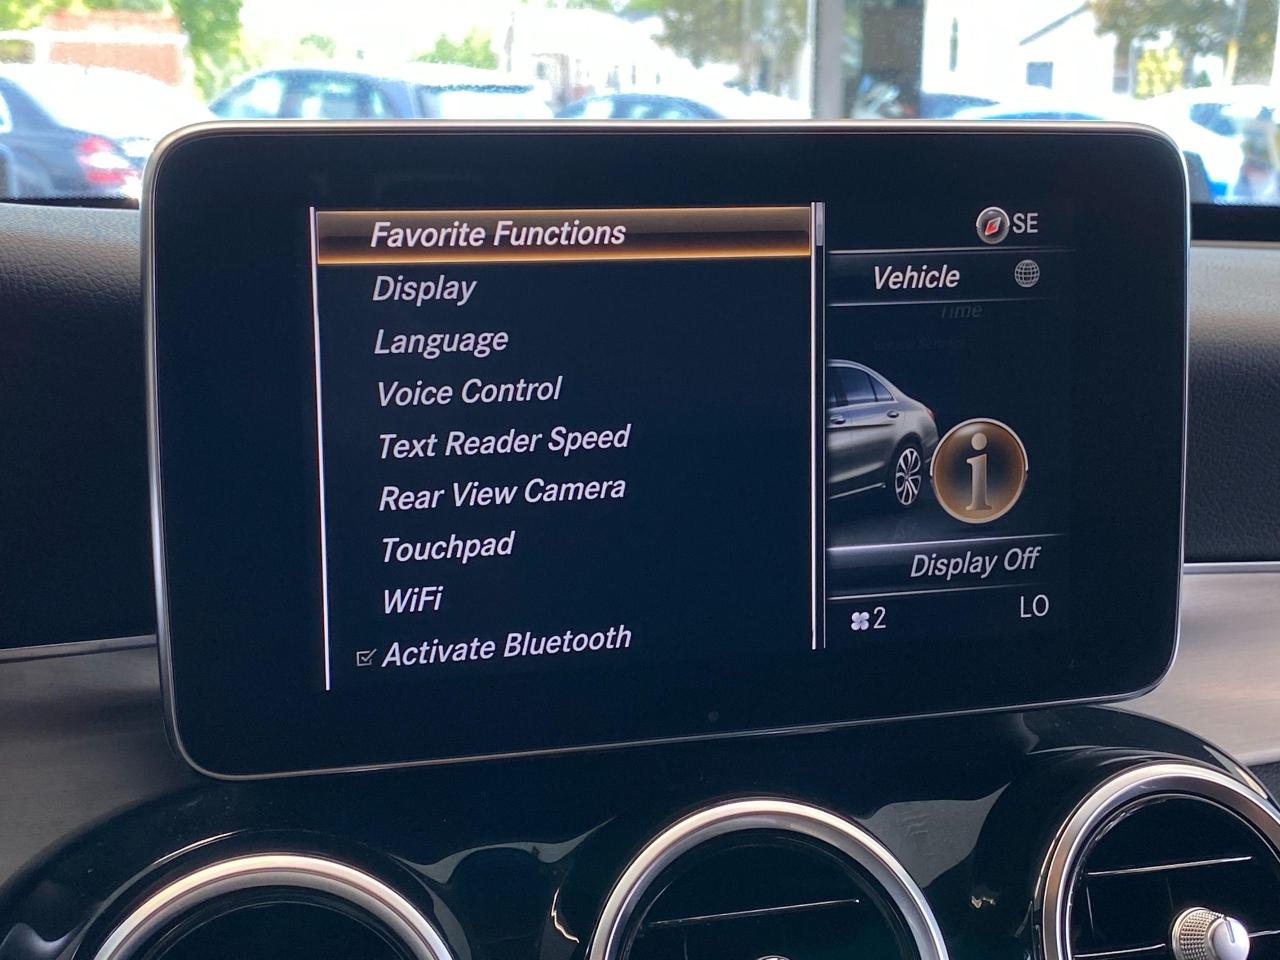 Favorite Functions
Display
Language
Voice Control
Text Reader Speed
Rear View Camera
Touchpad
WiFi
Activate Bluetooth
SE
Vehicle
Time
i
Display Off
2
LO